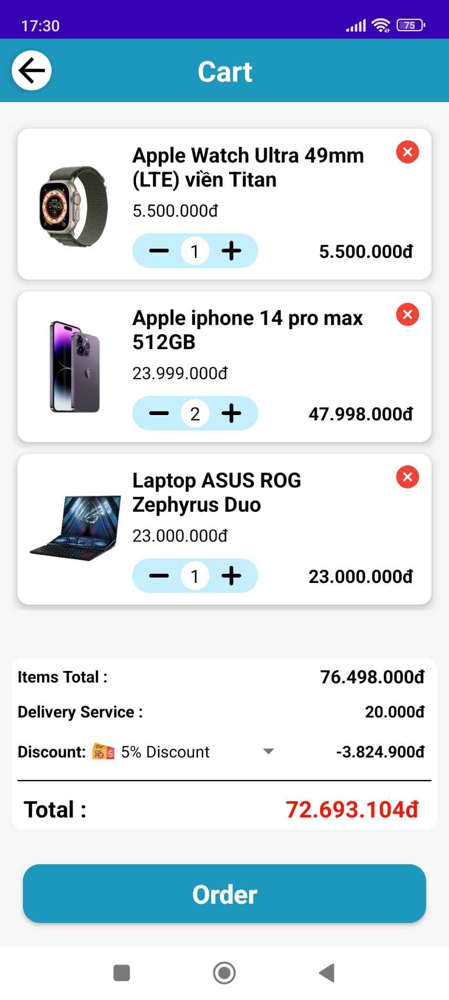 17:30
75
Cart
Apple Watch Ultra 49mm
(LTE) viền Titan
5.500.000đ
1
5.500.000đ
Apple iphone 14 pro max
512GB
23.999.000đ
2
47.998.000đ
Laptop ASUS ROG
Zephyrus Duo
23.000.000đ
1
23.000.000đ
Items Total :
76.498.000đ
Delivery Service :
20.000đ
Discount: 5% Discount
-3.824.900đ
Total :
72.693.104đ
Order